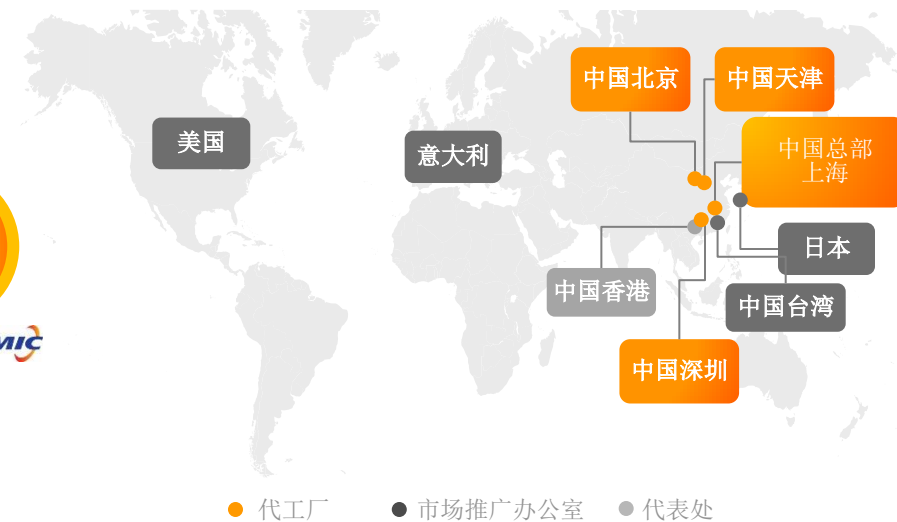 中国北京
中国天津
美国
意大利
中国总部
上海
日本
中国香港
中国台湾
MIC
中国深圳
代工厂
市场推广办公室
代表处